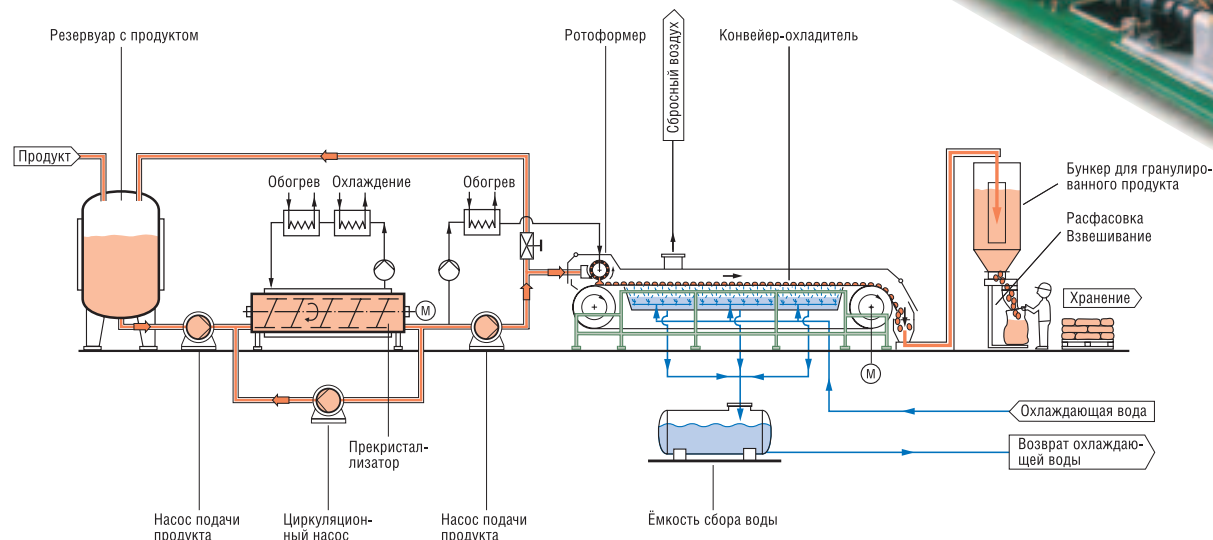 Резервуар с продуктом
Ротоформер
Сбросный воздух
Конвейер-охладитель
Продукт
Обогрев
Охлаждение
Обогрев
Бункер для гранулиро-
ванного продукта
Расфасовка
Взвешивание
Хранение
M
M
Прекристал-
лизатор
Охлаждающая вода
Возврат охлаждаю-
щей воды
Насос подачи
продукта
Циркуляцион-
ный насос
Насос подачи
продукта
Ёмкость сбора воды